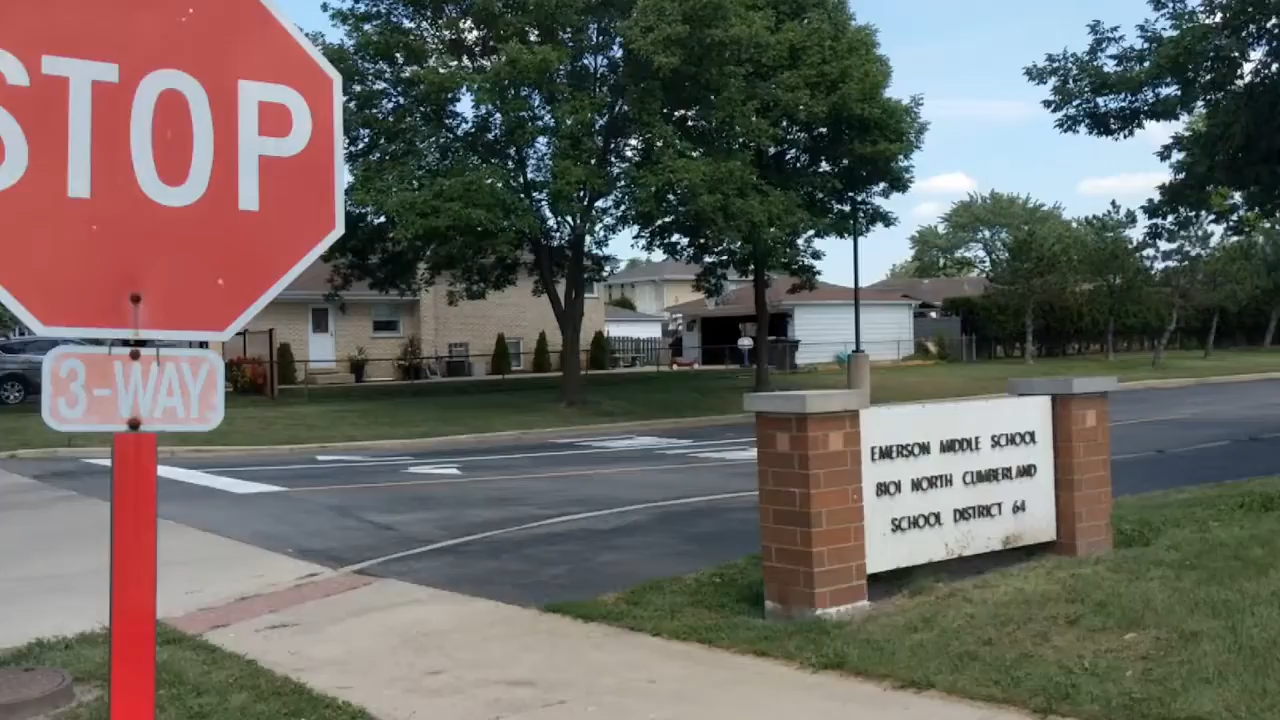 STOP
3-WAY
EMERSON MIDDLE SCHOOL
8101 NORTH CUMBERLAND
SCHOOL DISTRICT 64